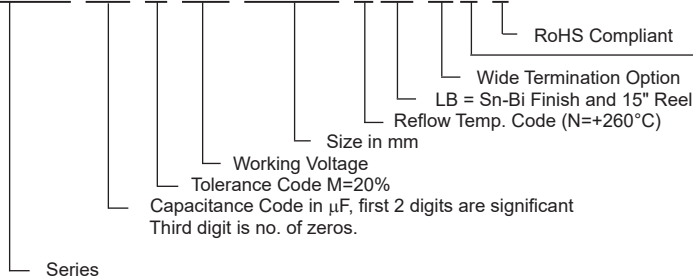 RoHS Compliant
Wide Termination Option
LB = Sn-Bi Finish and 15" Reel
Reflow Temp. Code (N=+260°C)
Size in mm
Working Voltage
Tolerance Code M=20%
Capacitance Code in μF, first 2 digits are significant
Third digit is no. of zeros.
Series